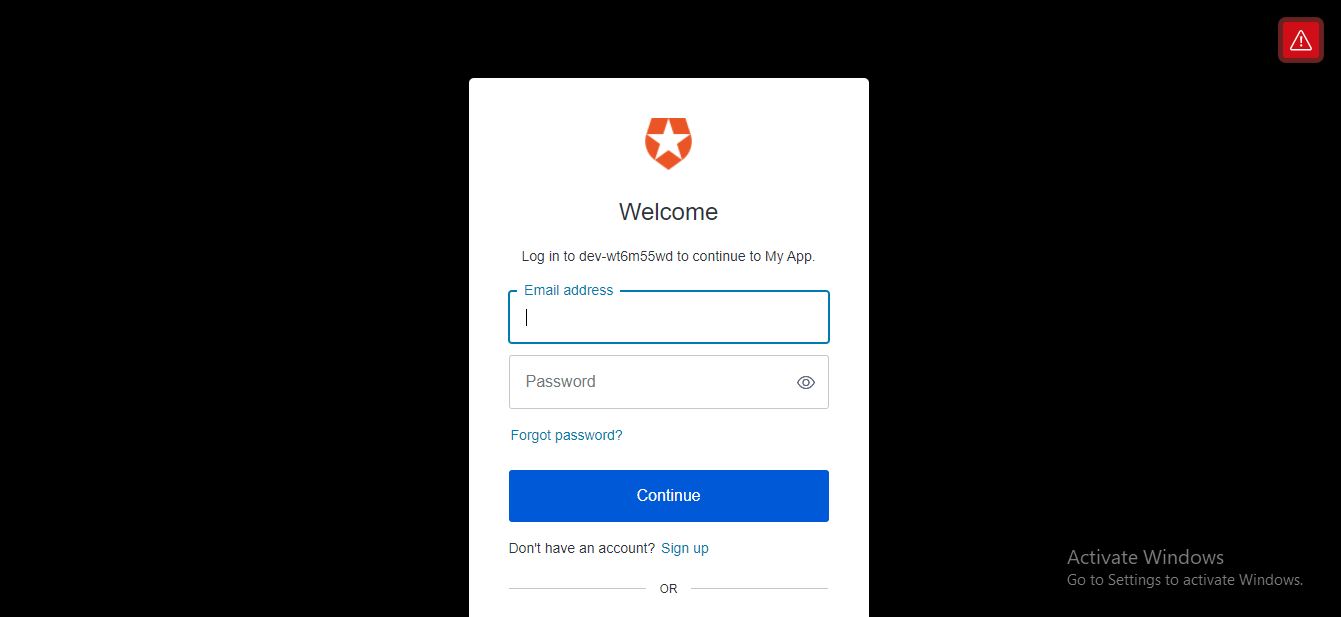 Welcome
Log in to dev-wt6m55wd to continue to My App.
Email address
Password
Forgot password?
Continue
Don't have an account? Sign up
OR
Activate Windows
Go to Settings to activate Windows.